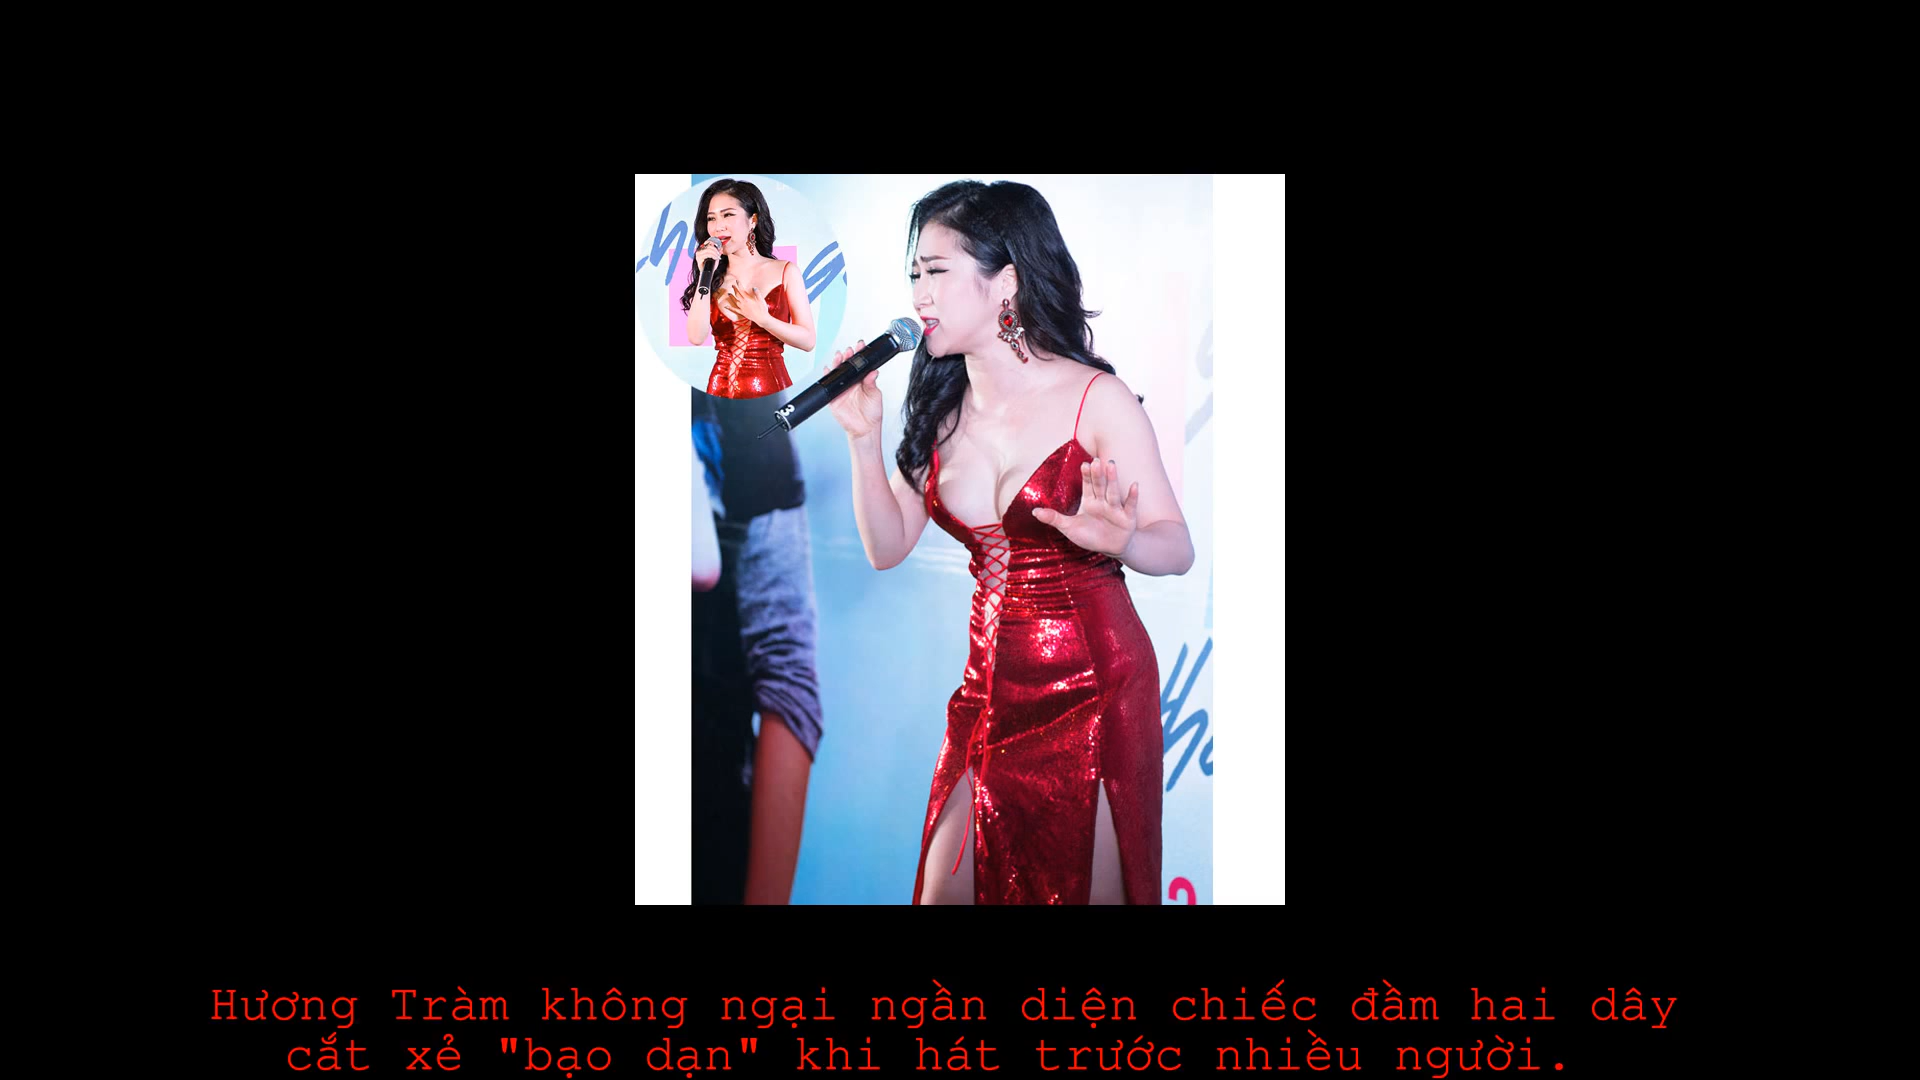 Hương Tràm không ngại ngần diện chiếc đầm hai dây
cắt xẻ "bạo dạn" khi hát trước nhiều người.
3